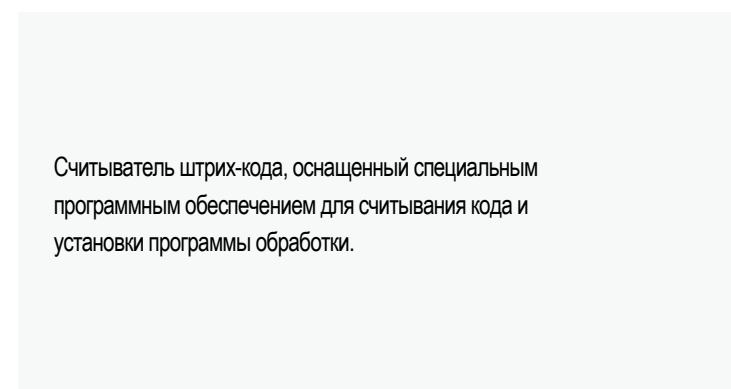 Считыватель штрих-кода, оснащенный специальным
программным обеспечением для считывания кода и
установки программы обработки.